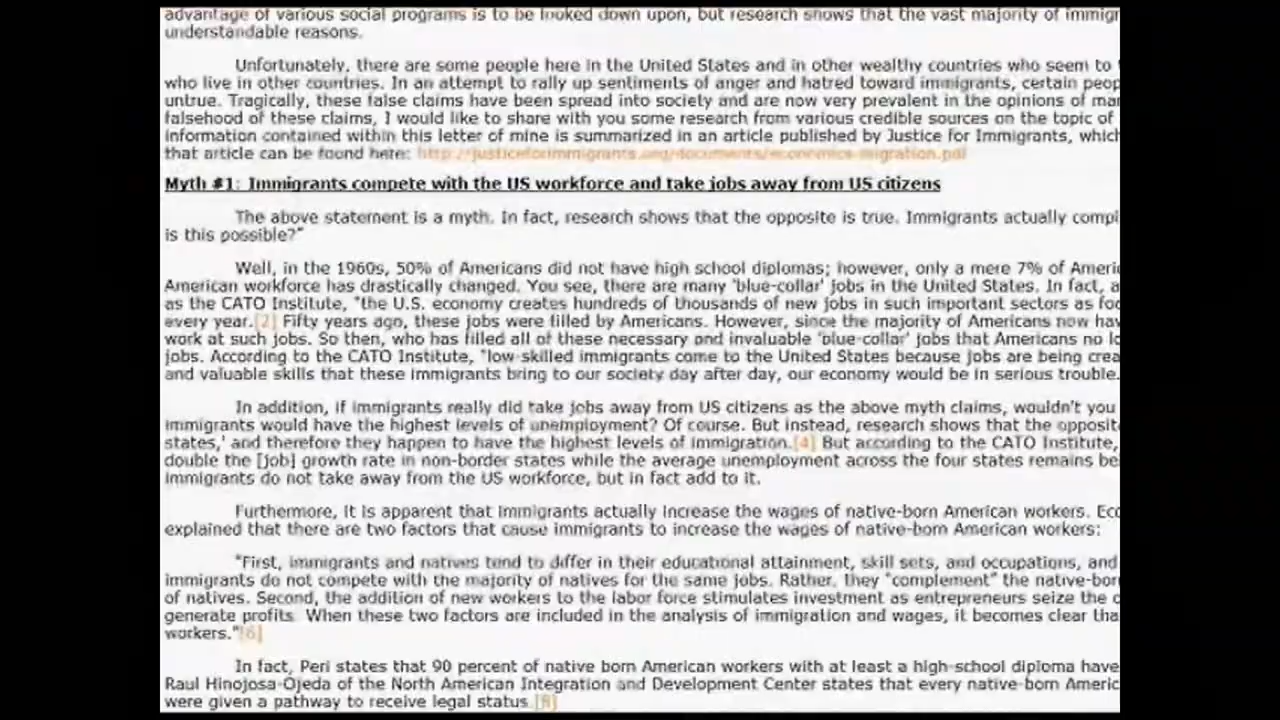 advantage of various social programs is to be looked down upon, but research shows that the vast majority of immigr
understandable reasons.
Unfortunately, there are some people here in the United States and in other wealthy countries who seem to
who live in other countries. In an attempt to rally up sentiments of anger and hatred toward immigrants, certain peop
untrue. Tragically, these false claims have been spread into society and are now very prevalent in the opinions of mar
falsehood of these claims, I would like to share with you some research from various credible sources on the topic of
information contained within this letter of mine is summarized in an article published by Justice for Immigrants, which
that article can be found here: http://justiceforimmigrants.org/documents/economics-migration.pdf
Myth #1: Immigrants compete with the US workforce and take jobs away from US citizens
The above statement is a myth. In fact, research shows that the opposite is true. Immigrants actually compl
is this possible?"
Well, in the 1960s, 50% of Americans did not have high school diplomas; however, only a mere 7% of Americ
American workforce has drastically changed. You see, there are many 'blue-collar' jobs in the United States. In fact, a
as the CATO Institute, "the U.S. economy creates hundreds of thousands of new jobs in such important sectors as foo
every year.[2] Fifty years ago, these jobs were filled by Americans. However, since the majority of Americans now hav
work at such jobs. So then, who has filled all of these necessary and invaluable 'blue-collar' jobs that Americans no lo
jobs. According to the CATO Institute, "low-skilled immigrants come to the United States because jobs are being crea
and valuable skills that these immigrants bring to our society day after day, our economy would be in serious trouble.
In addition, if immigrants really did take jobs away from US citizens as the above myth claims, wouldn't you
immigrants would have the highest levels of unemployment? Of course. But instead, research shows that the opposit
states,' and therefore they happen to have the highest levels of immigration.[4] But according to the CATO Institute,
double the [job] growth rate in non-border states while the average unemployment across the four states remains be
immigrants do not take away from the US workforce, but in fact add to it.
Furthermore, it is apparent that immigrants actually increase the wages of native-born American workers. Eco
explained that there are two factors that cause immigrants to increase the wages of native-born American workers:
"First, immigrants and natives tend to differ in their educational attainment, skill sets, and occupations, and
immigrants do not compete with the majority of natives for the same jobs. Rather, they "complement" the native-bor
of natives. Second, the addition of new workers to the labor force stimulates investment as entrepreneurs seize the o
generate profits. When these two factors are included in the analysis of immigration and wages, it becomes clear tha
workers."[6]
In fact, Peri states that 90 percent of native born American workers with at least a high-school diploma have
Raul Hinojosa-Ojeda of the North American Integration and Development Center states that every native-born Americ
were given a pathway to receive legal status.[8]